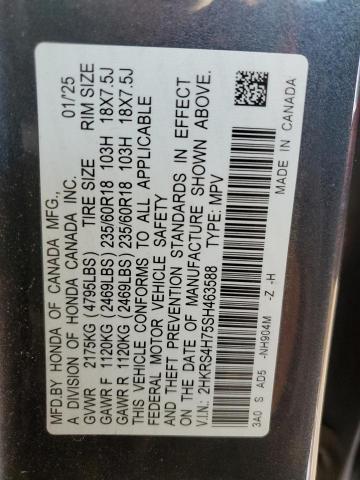 MFD.BY HONDA OF CANADA MFG.,
A DIVISION OF HONDA CANADA INC. 01/'25
GVWR 2175KG (4795LBS) TIRE SIZE RIM SIZE
GAWR F 1120KG (2469LBS) 235/60R18 103H 18X7.5J
GAWR R 1120KG (2469LBS) 235/60R18 103H 18X7.5J
THIS VEHICLE CONFORMS TO ALL APPLICABLE
FEDERAL MOTOR VEHICLE SAFETY
AND THEFT PREVENTION STANDARDS IN EFFECT
ON THE DATE OF MANUFACTURE SHOWN ABOVE.
V.I.N.: 2HKRS4H75SH463588 TYPE: MPV
3A0 S AD5 -NH904M -Z -H
MADE IN CANADA